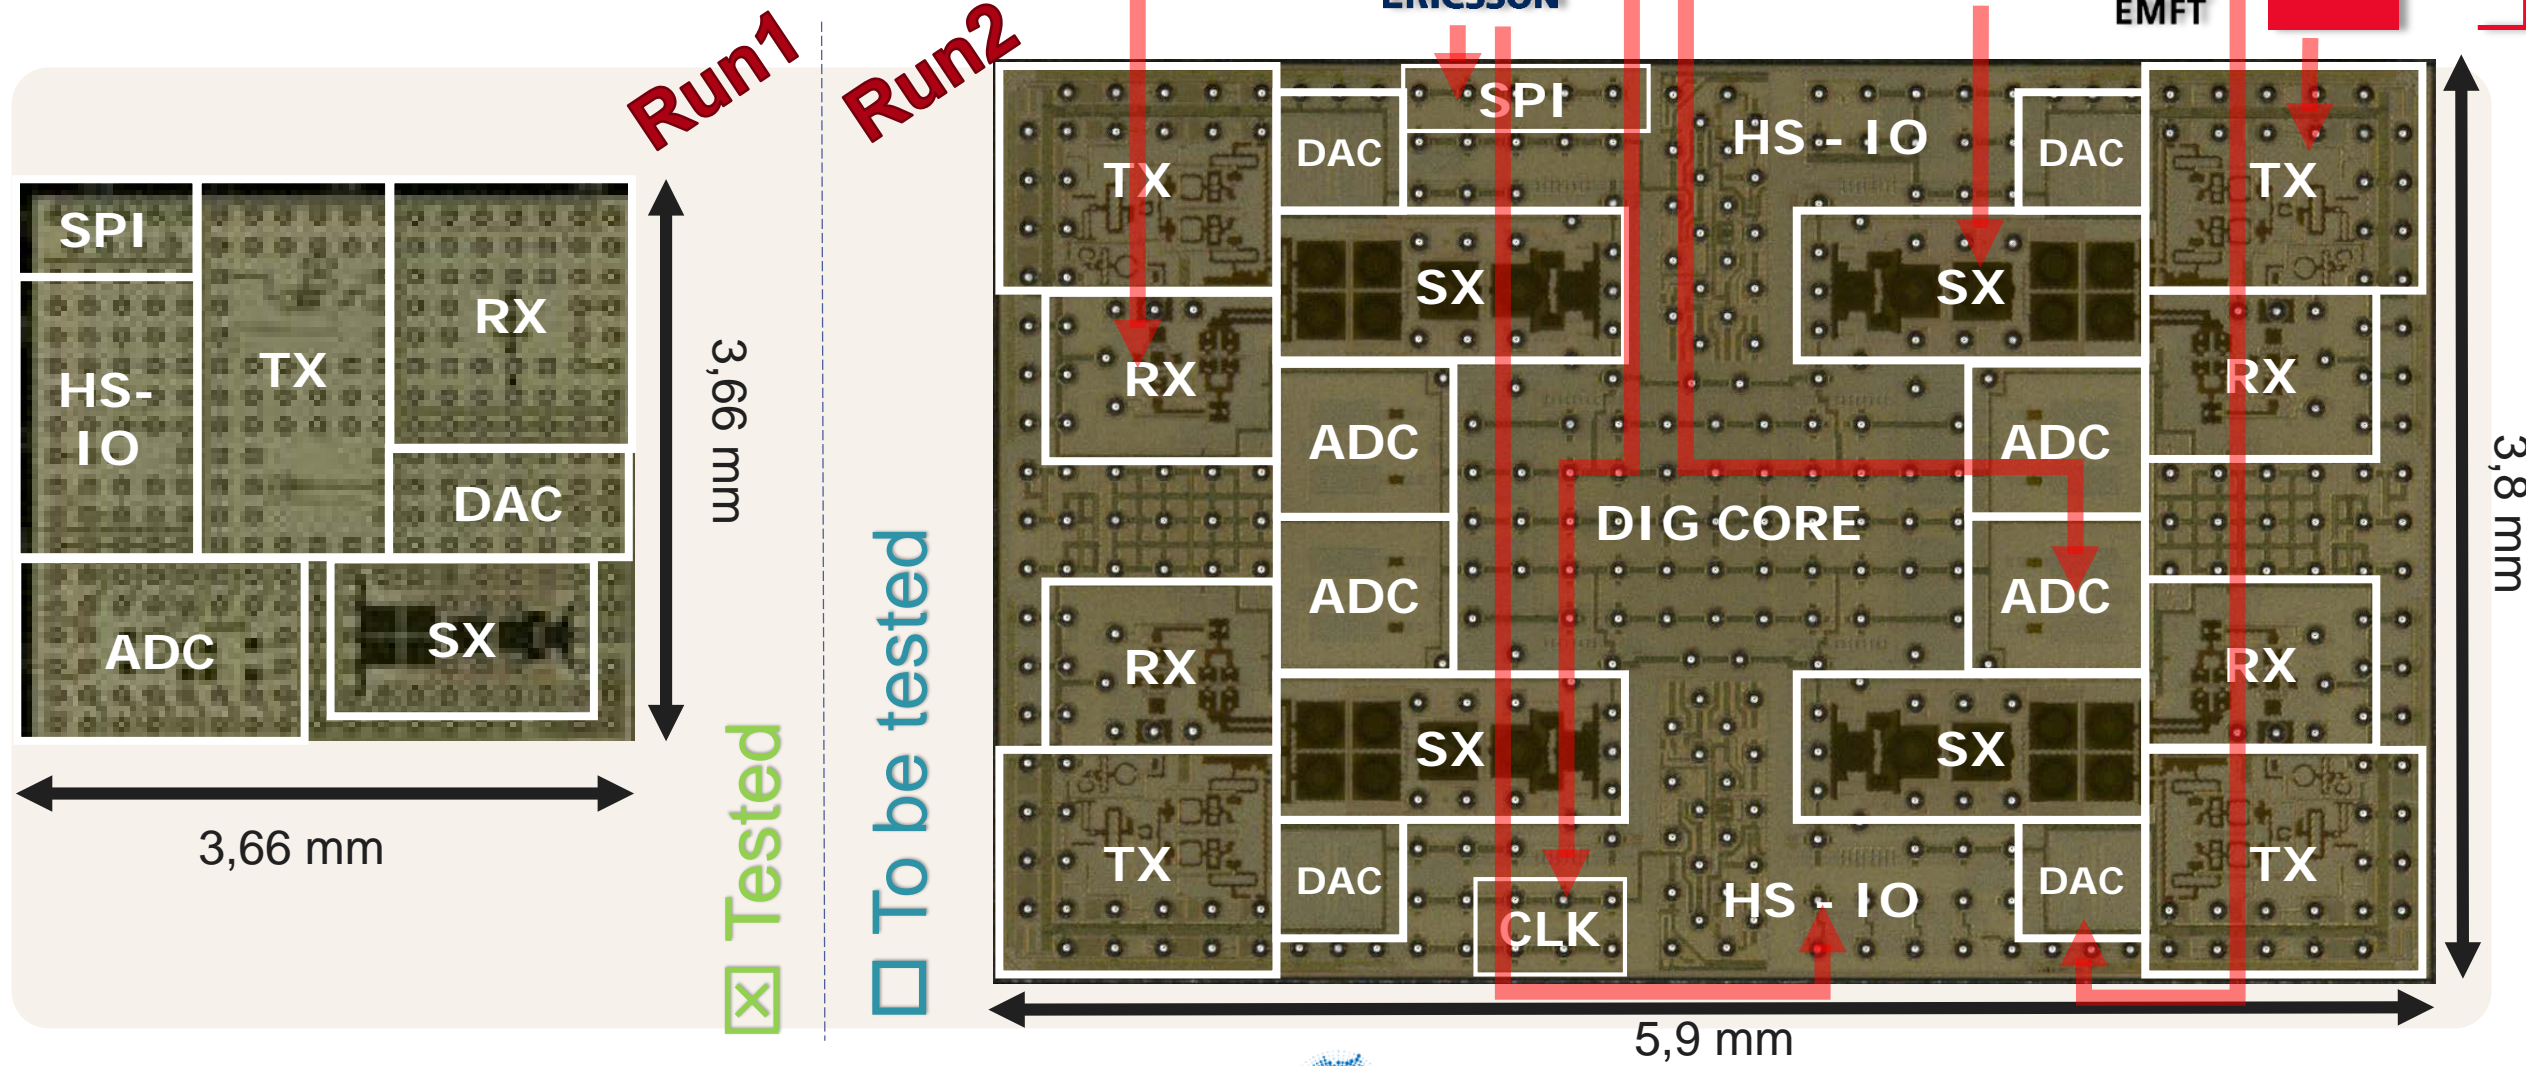 ERICSSON
EMFT
Run1
Run2
SPI
HS-
IO
TX
RX
DAC
ADC
SX
3,66 mm
3,66 mm
Tested
To be tested
TX
DAC
SPI
HS - IO
DAC
TX
SX
SX
RX
RX
ADC
ADC
DIG CORE
ADC
ADC
RX
RX
SX
SX
TX
DAC
CLK
HS - IO
DAC
TX
3,8 mm
5,9 mm